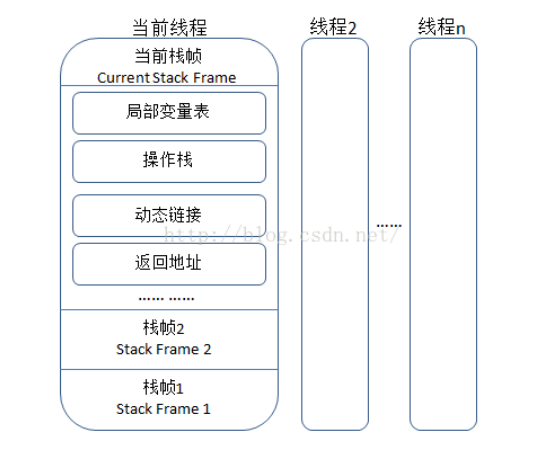 当前线程
线程2
线程n
当前栈帧
Current Stack Frame
局部变量表
操作栈
动态链接
http://blog.csdn.net/
……
返回地址
…… ……
栈帧2
Stack Frame 2
栈帧1
Stack Frame 1